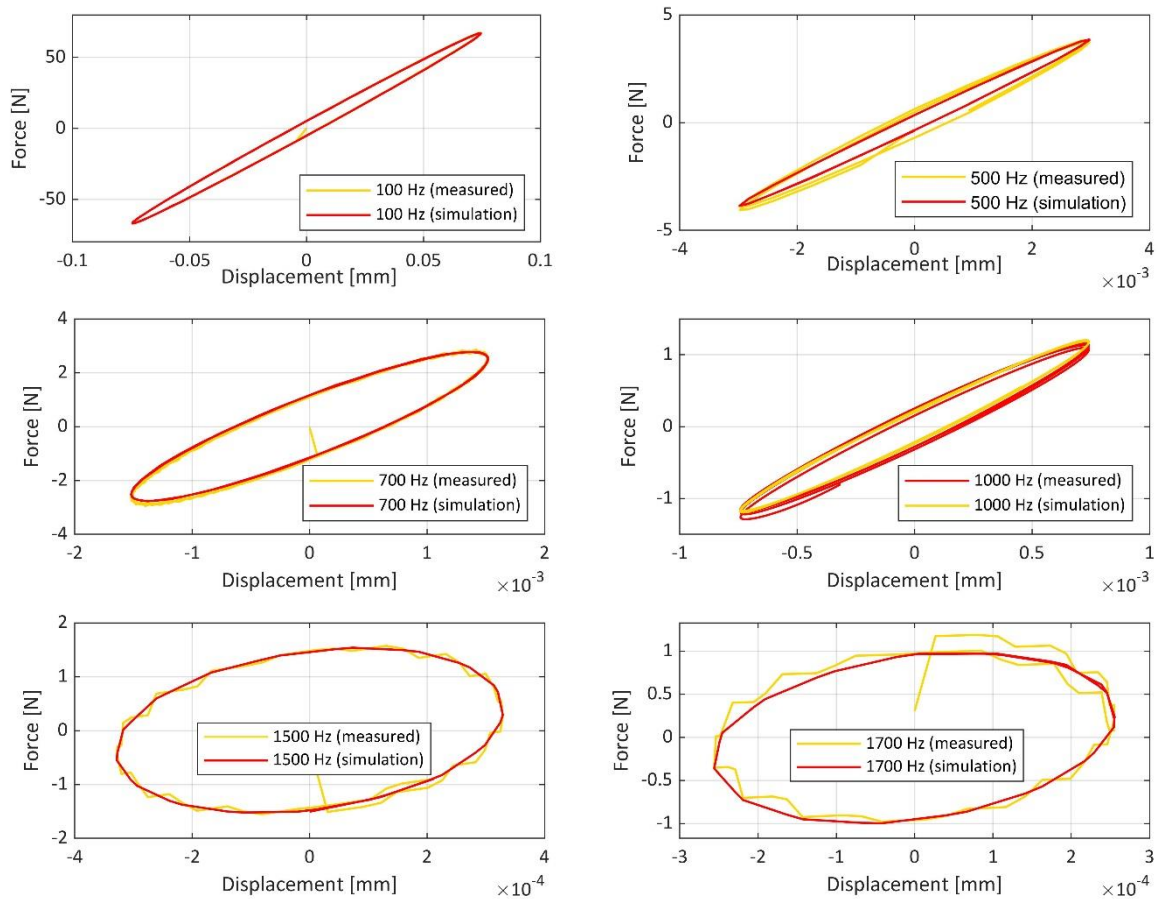 Force [N]
50
0
-50
100 Hz (measured)
100 Hz (simulation)
-0.1
-0.05
0
0.05
0.1
Displacement [mm]
Force [N]
5
0
-5
500 Hz (measured)
500 Hz (simulation)
-4
-2
0
2
4
Displacement [mm]
×10⁻³
Force [N]
4
2
0
-2
-4
700 Hz (measured)
700 Hz (simulation)
-2
-1
0
1
2
Displacement [mm]
×10⁻³
Force [N]
1
0
-1
1000 Hz (measured)
1000 Hz (simulation)
-1
-0.5
0
0.5
1
Displacement [mm]
×10⁻³
Force [N]
2
1
0
-1
-2
1500 Hz (measured)
1500 Hz (simulation)
-4
-2
0
2
4
Displacement [mm]
×10⁻⁴
Force [N]
1
0.5
0
-0.5
-1
1700 Hz (measured)
1700 Hz (simulation)
-3
-2
-1
0
1
2
3
Displacement [mm]
×10⁻⁴